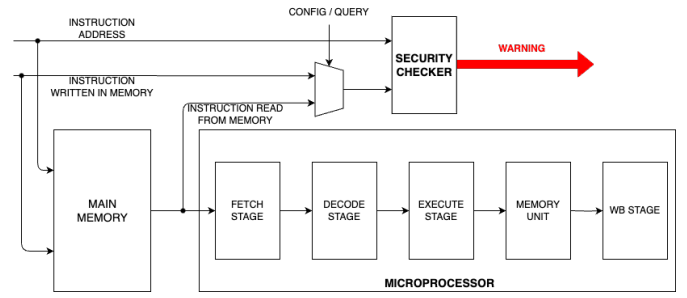 CONFIG / QUERY
INSTRUCTION
ADDRESS
SECURITY
CHECKER
WARNING
INSTRUCTION
WRITTEN IN MEMORY
INSTRUCTION READ
FROM MEMORY
MAIN
MEMORY
FETCH
STAGE
DECODE
STAGE
EXECUTE
STAGE
MEMORY
UNIT
WB STAGE
MICROPROCESSOR